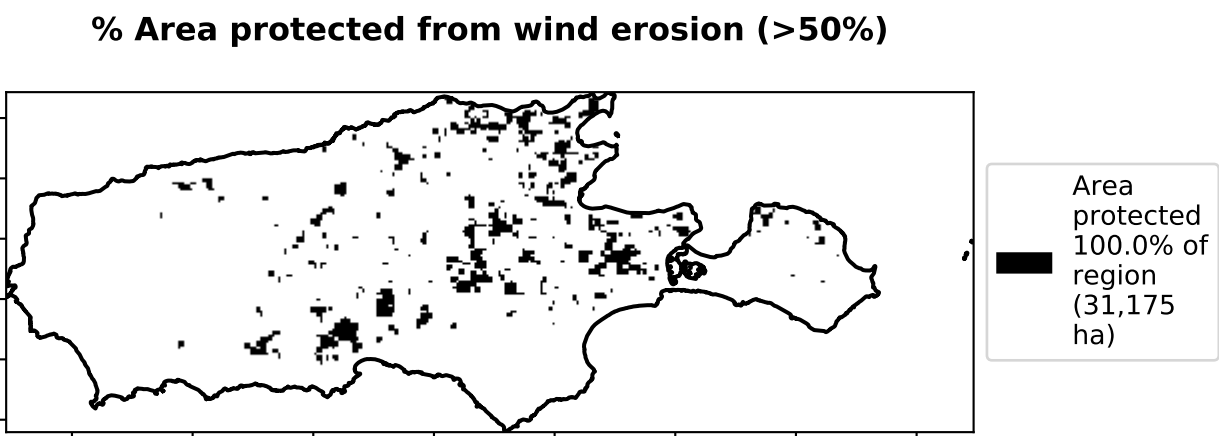 % Area protected from wind erosion (>50%)
Area
protected
100.0% of
region
(31,175
ha)